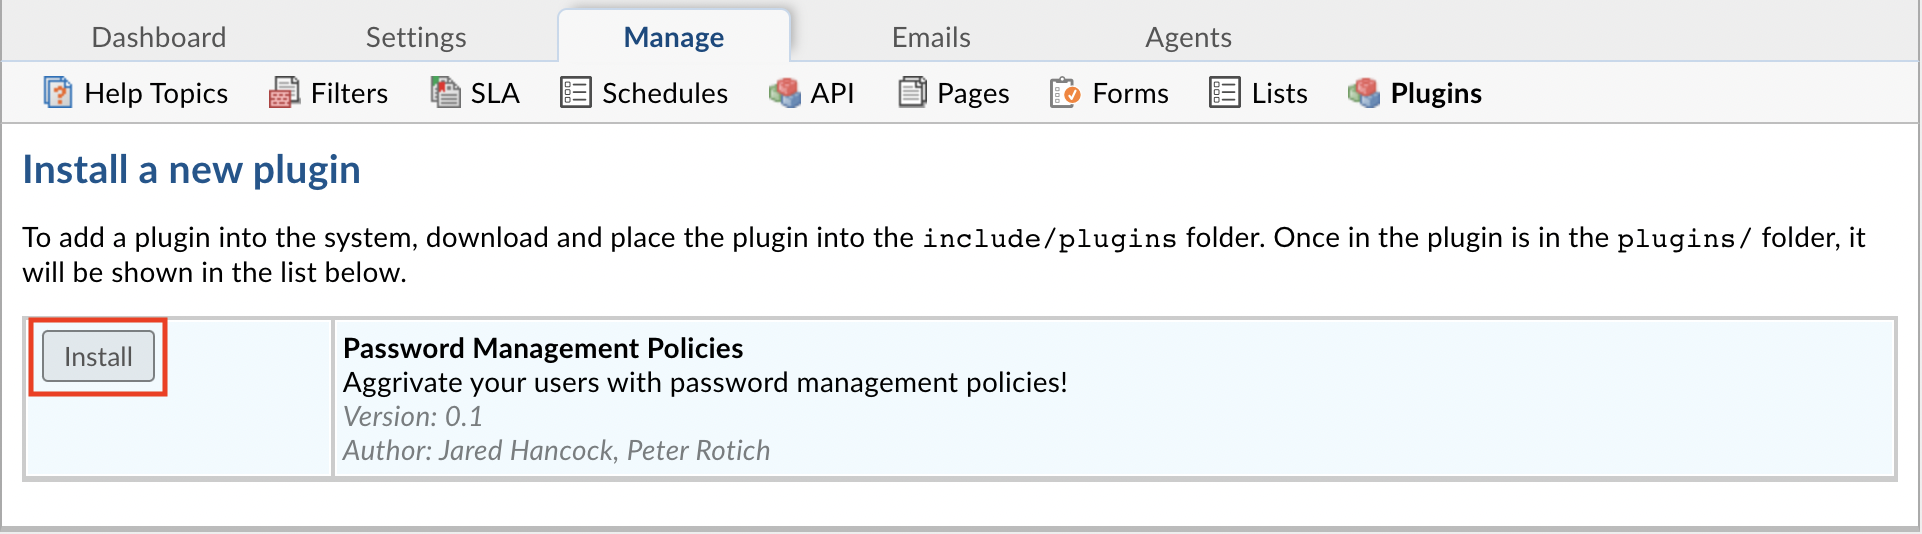 Dashboard Settings Manage Emails Agents
Help Topics Filters SLA Schedules API Pages Forms Lists Plugins
Install a new plugin
To add a plugin into the system, download and place the plugin into the include/plugins folder. Once in the plugin is in the plugins/ folder, it
will be shown in the list below.
Install
Password Management Policies
Aggrivate your users with password management policies!
Version: 0.1
Author: Jared Hancock, Peter Rotich